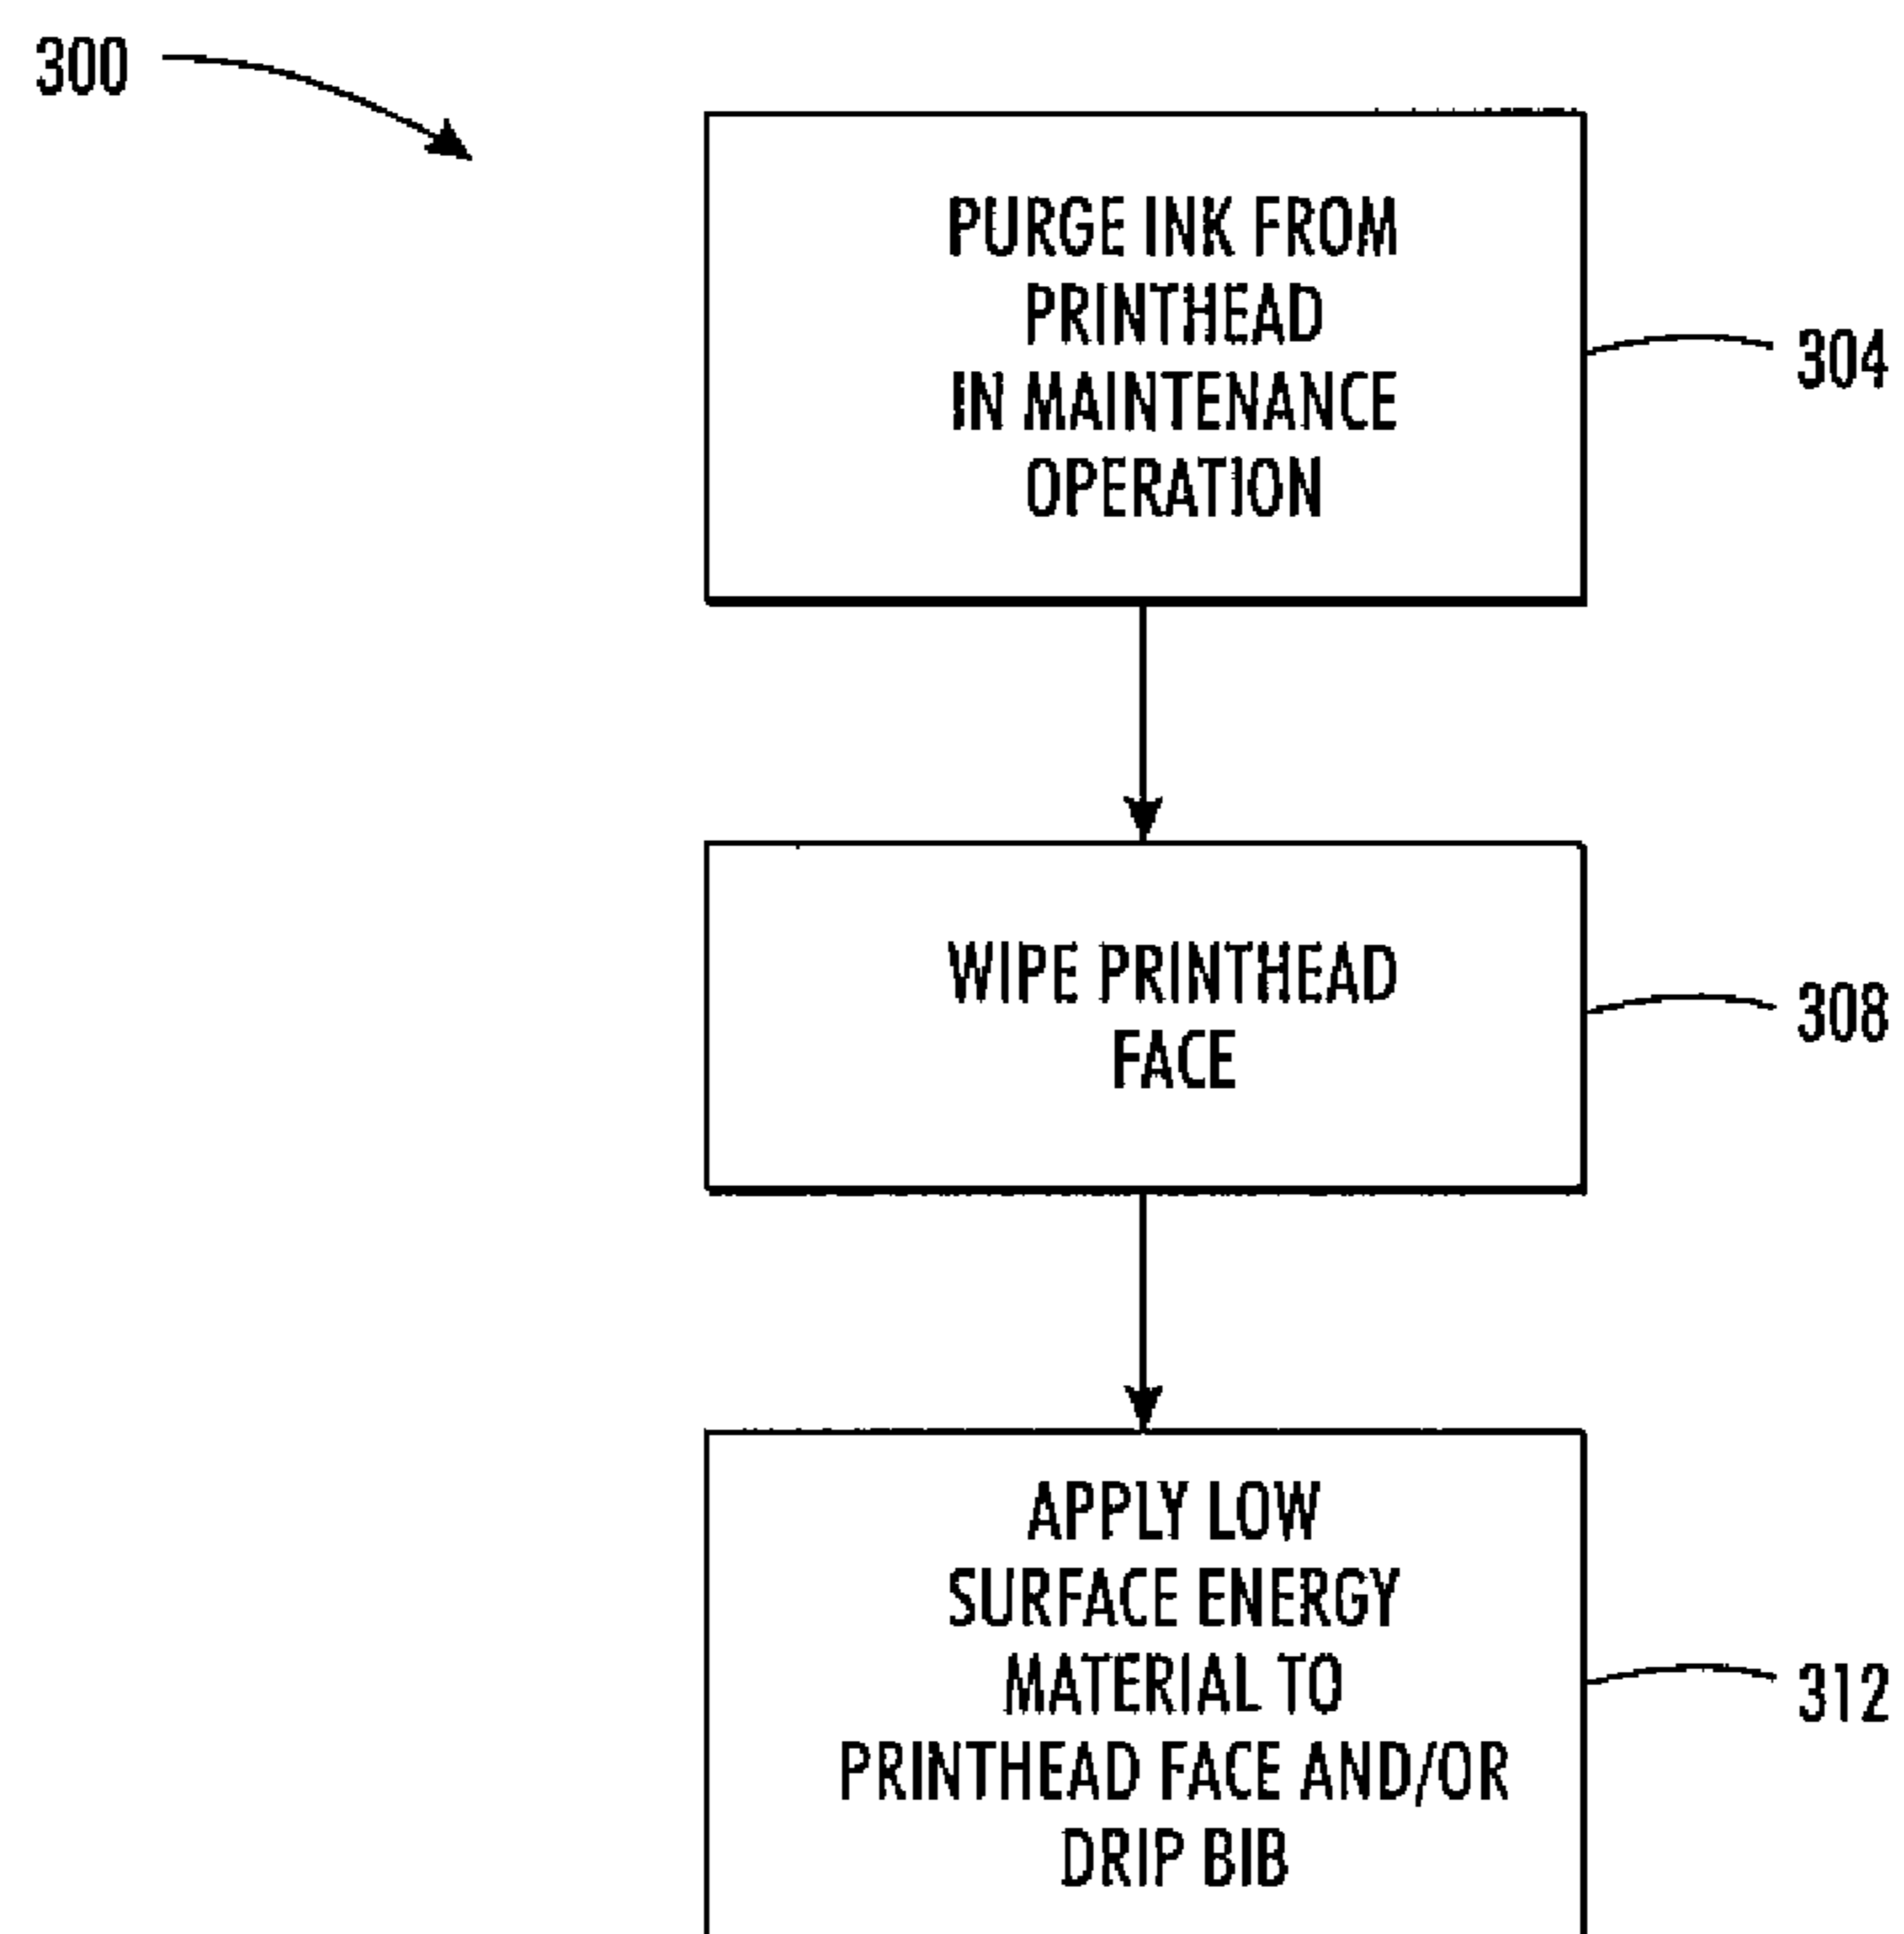 300
PURGE INK FROM
PRINTHEAD
IN MAINTENANCE
OPERATION
304
WIPE PRINTHEAD
FACE
308
APPLY LOW
SURFACE ENERGY
MATERIAL TO
PRINTHEAD FACE AND/OR
DRIP BIB
312